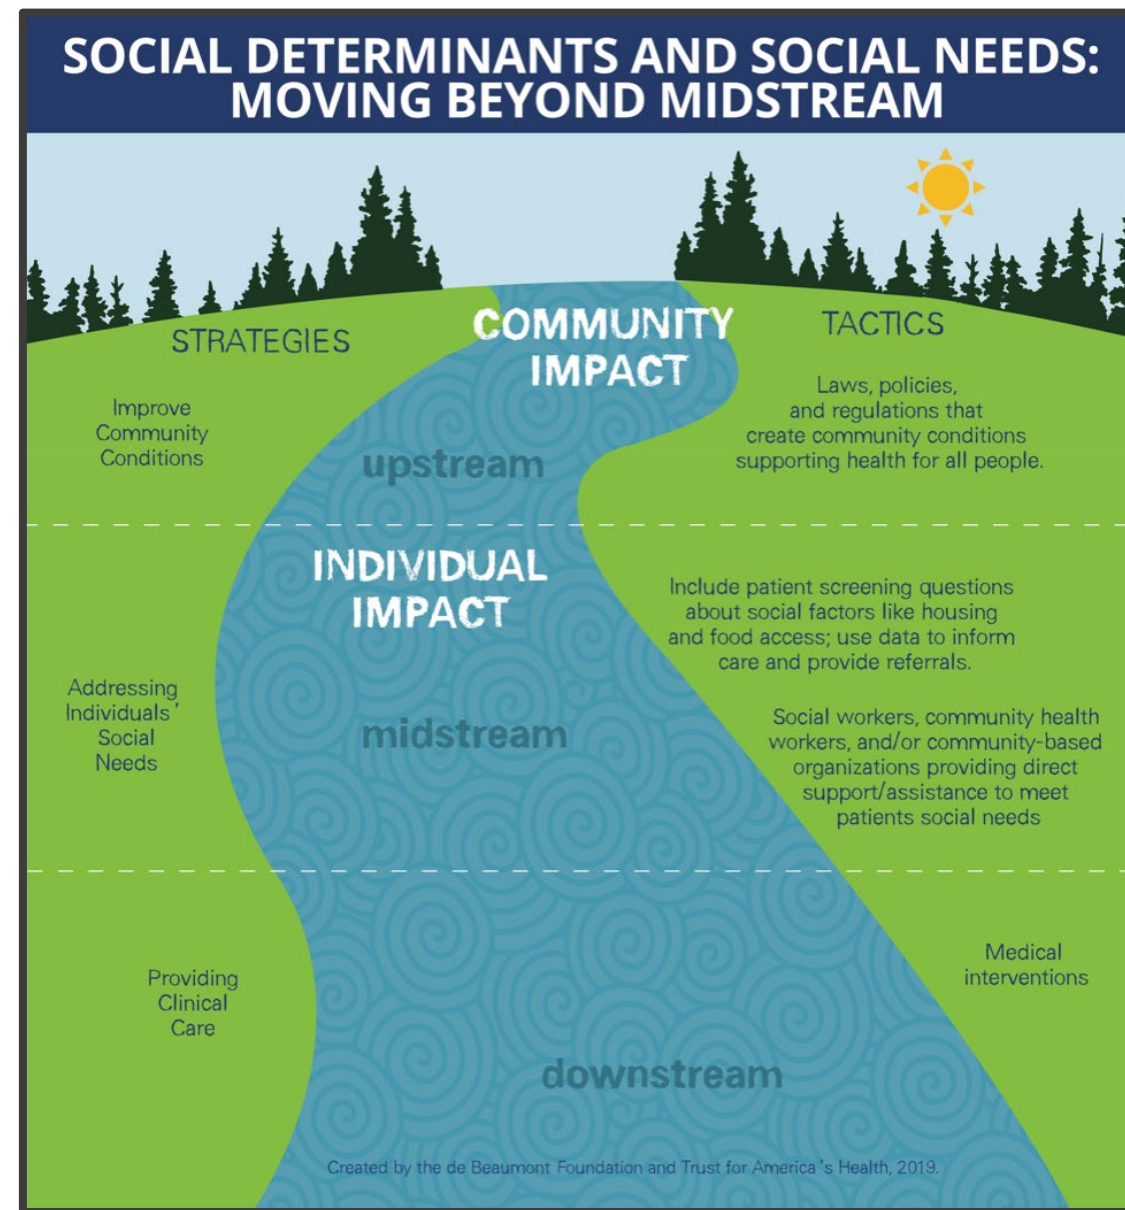 SOCIAL DETERMINANTS AND SOCIAL NEEDS:
MOVING BEYOND MIDSTREAM
STRATEGIES
COMMUNITY
IMPACT
TACTICS
Improve
Community
Conditions
upstream
Laws, policies,
and regulations that
create community conditions
supporting health for all people.
INDIVIDUAL
IMPACT
Addressing
Individuals'
Social
Needs
midstream
Include patient screening questions
about social factors like housing
and food access; use data to inform
care and provide referrals.
Social workers, community health
workers, and/or community-based
organizations providing direct
support/assistance to meet
patients social needs
Providing
Clinical
Care
downstream
Medical
interventions
Created by the de Beaumont Foundation and Trust for America's Health, 2019.